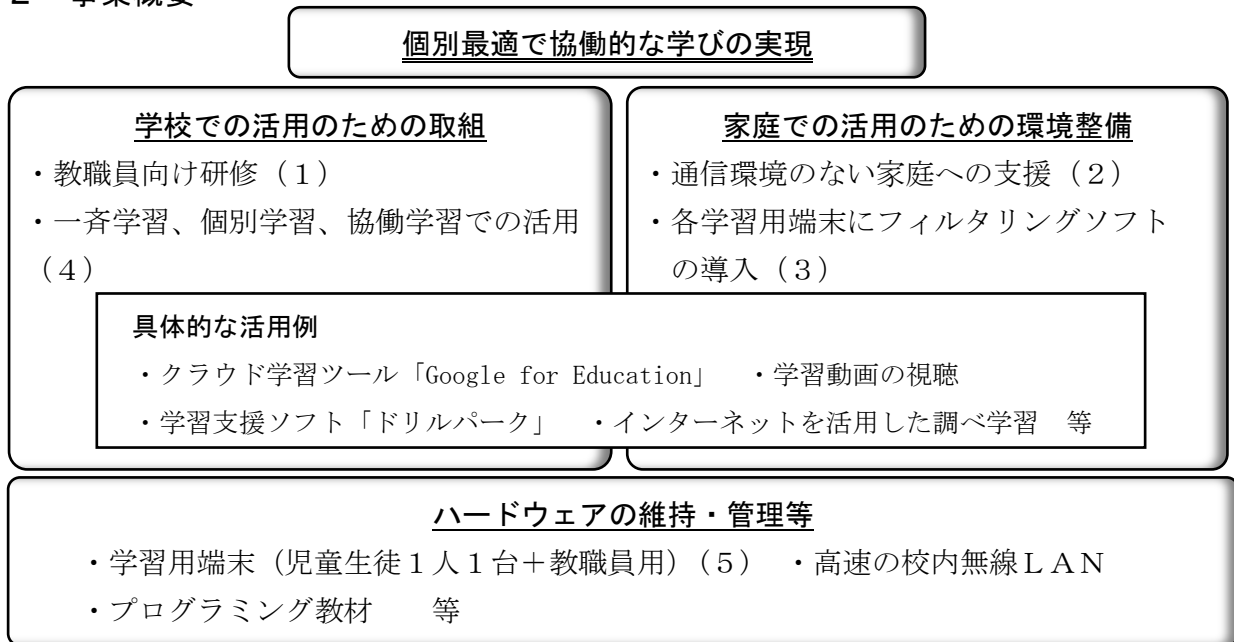 ２　事業概要
個別最適で協働的な学びの実現
学校での活用のための取組
・教職員向け研修（１）
・一斉学習、個別学習、協働学習での活用
（４）
家庭での活用のための環境整備
・通信環境のない家庭への支援（２）
・各学習用端末にフィルタリングソフト
の導入（３）
具体的な活用例
・クラウド学習ツール「Google for Education」　・学習動画の視聴
・学習支援ソフト「ドリルパーク」　・インターネットを活用した調べ学習　等
ハードウェアの維持・管理等
・学習用端末（児童生徒１人１台＋教職員用）（５）　・高速の校内無線ＬＡＮ
・プログラミング教材　　等